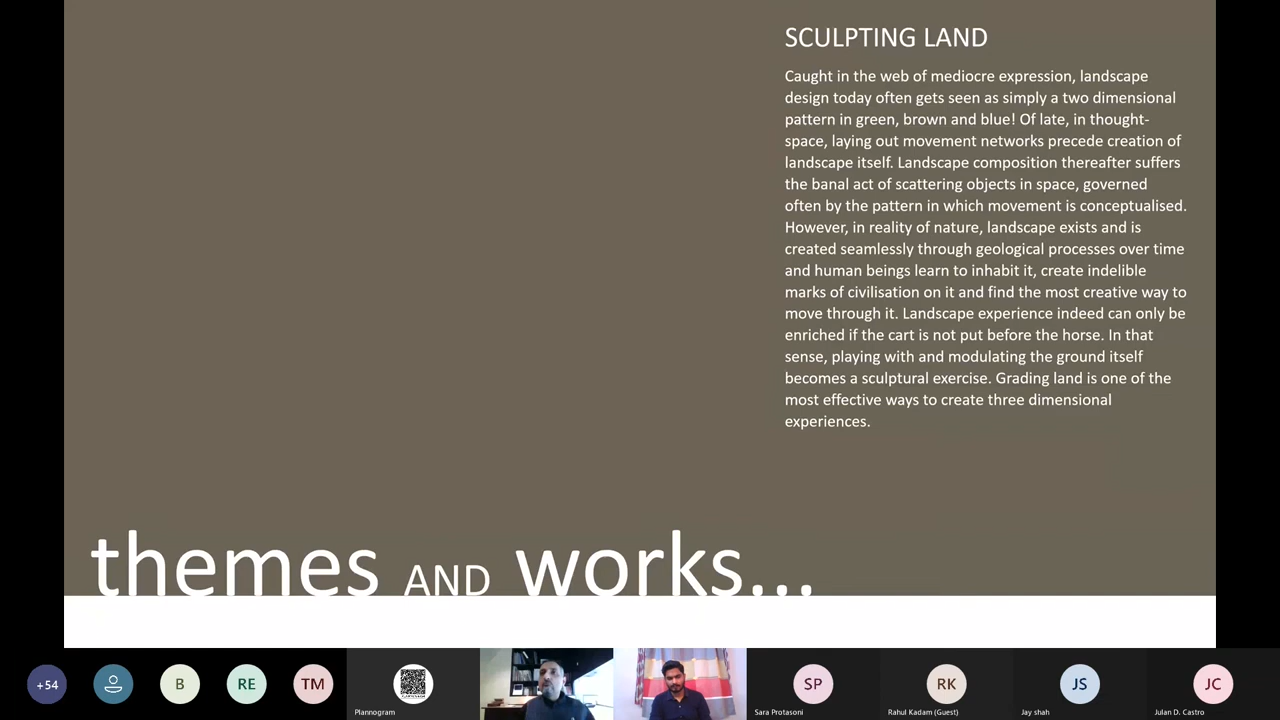 SCULPTING LAND
Caught in the web of mediocre expression, landscape
design today often gets seen as simply a two dimensional
pattern in green, brown and blue! Of late, in thought-
space, laying out movement networks precede creation of
landscape itself. Landscape composition thereafter suffers
the banal act of scattering objects in space, governed
often by the pattern in which movement is conceptualised.
However, in reality of nature, landscape exists and is
created seamlessly through geological processes over time
and human beings learn to inhabit it, create indelible
marks of civilisation on it and find the most creative way to
move through it. Landscape experience indeed can only be
enriched if the cart is not put before the horse. In that
sense, playing with and modulating the ground itself
becomes a sculptural exercise. Grading land is one of the
most effective ways to create three dimensional
experiences.
themes AND works...
+54
B
RE
TM
SP
RK
JS
JC
Plannogram
Sara Protasoni
Rahul Kadam (Guest)
Jay shah
Julan D. Castro